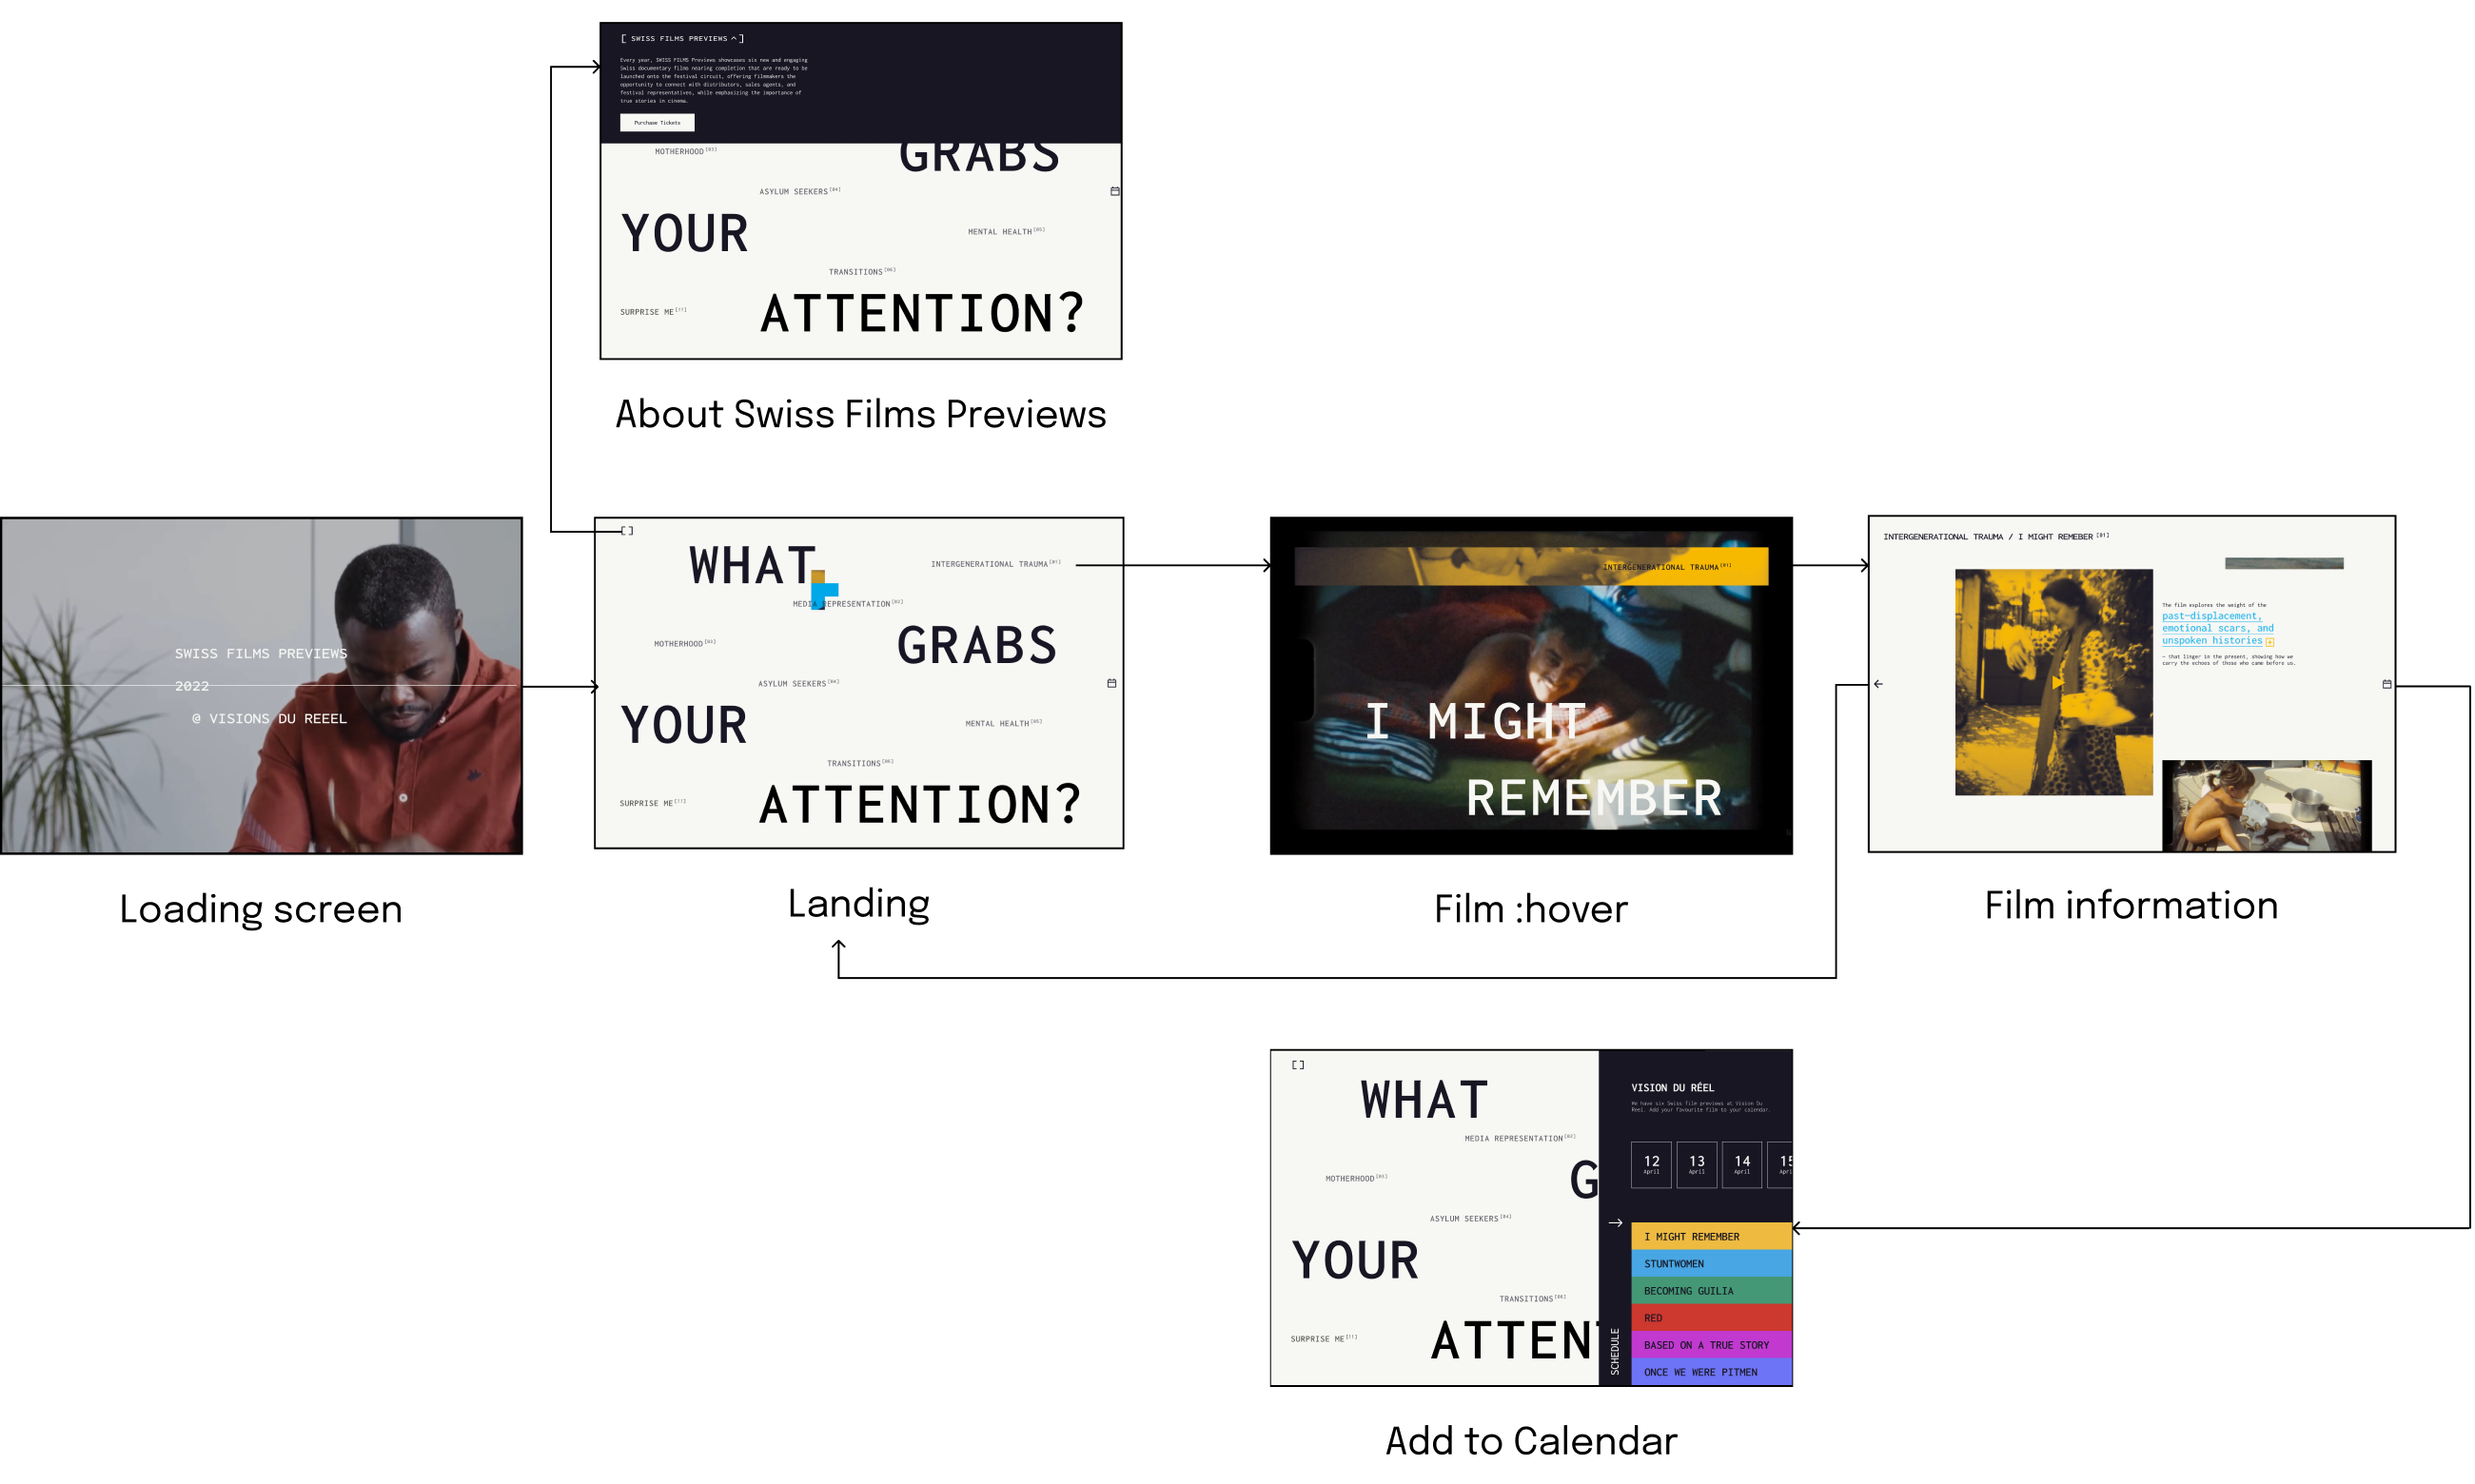 [ SWISS FILMS PREVIEWS ^ ]
Every year, SWISS FILMS Previews showcases six new and engaging
Swiss documentary films nearing completion that are ready to be
launched onto the festival circuit, offering filmmakers the
opportunity to connect with distributors, sales agents, and
festival representatives, while emphasizing the importance of
true stories in cinema.
Purchase Tickets
MOTHERHOOD[03]
GRABS
ASYLUM SEEKERS[04]
YOUR
MENTAL HEALTH[05]
TRANSITIONS[06]
SURPRISE ME[??]
ATTENTION?
About Swiss Films Previews
SWISS FILMS PREVIEWS
2022
@ VISIONS DU REEEL
Loading screen
[ ]
WHAT
INTERGENERATIONAL TRAUMA[01]
MEDIA REPRESENTATION[02]
MOTHERHOOD[03]
GRABS
ASYLUM SEEKERS[04]
YOUR
MENTAL HEALTH[05]
TRANSITIONS[06]
SURPRISE ME[??]
ATTENTION?
Landing
INTERGENERATIONAL TRAUMA[01]
I MIGHT
REMEMBER
Film :hover
INTERGENERATIONAL TRAUMA / I MIGHT REMEBER [01]
The film explores the weight of the
past—displacement,
emotional scars, and
unspoken histories
— that linger in the present, showing how we
carry the echoes of those who came before us.
Film information
[ ]
WHAT
MEDIA REPRESENTATION[02]
MOTHERHOOD[03]
G
ASYLUM SEEKERS[04]
YOUR
TRANSITIONS[06]
SURPRISE ME[??]
ATTENT
SCHEDULE
VISION DU RÉEL
We have six Swiss film previews at Vision Du
Reel. Add your favourite film to your calendar.
12 April
13 April
14 April
15 Apri
I MIGHT REMEMBER
STUNTWOMEN
BECOMING GUILIA
RED
BASED ON A TRUE STORY
ONCE WE WERE PITMEN
Add to Calendar